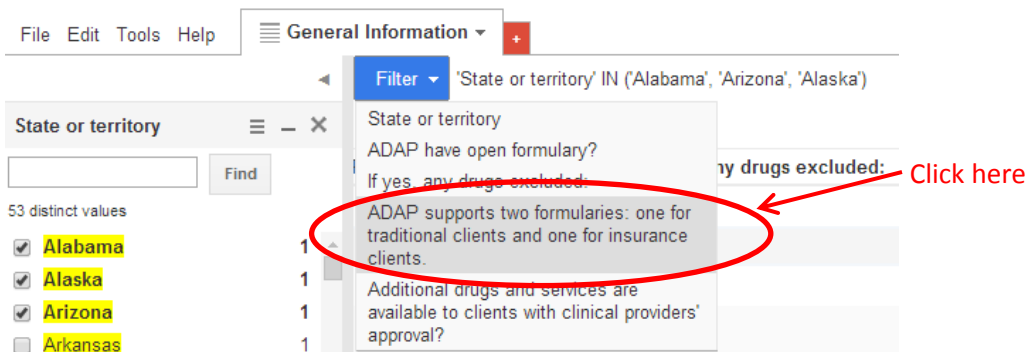 File Edit Tools Help
General Information
+
Filter 'State or territory' IN ('Alabama', 'Arizona', 'Alaska')
State or territory
Find
53 distinct values
Alabama 1
Alaska 1
Arizona 1
Arkansas 1
State or territory
ADAP have open formulary?
If yes, any drugs excluded:
ADAP supports two formularies: one for
traditional clients and one for insurance
clients.
Additional drugs and services are
available to clients with clinical providers'
approval?
drugs excluded:
Click here